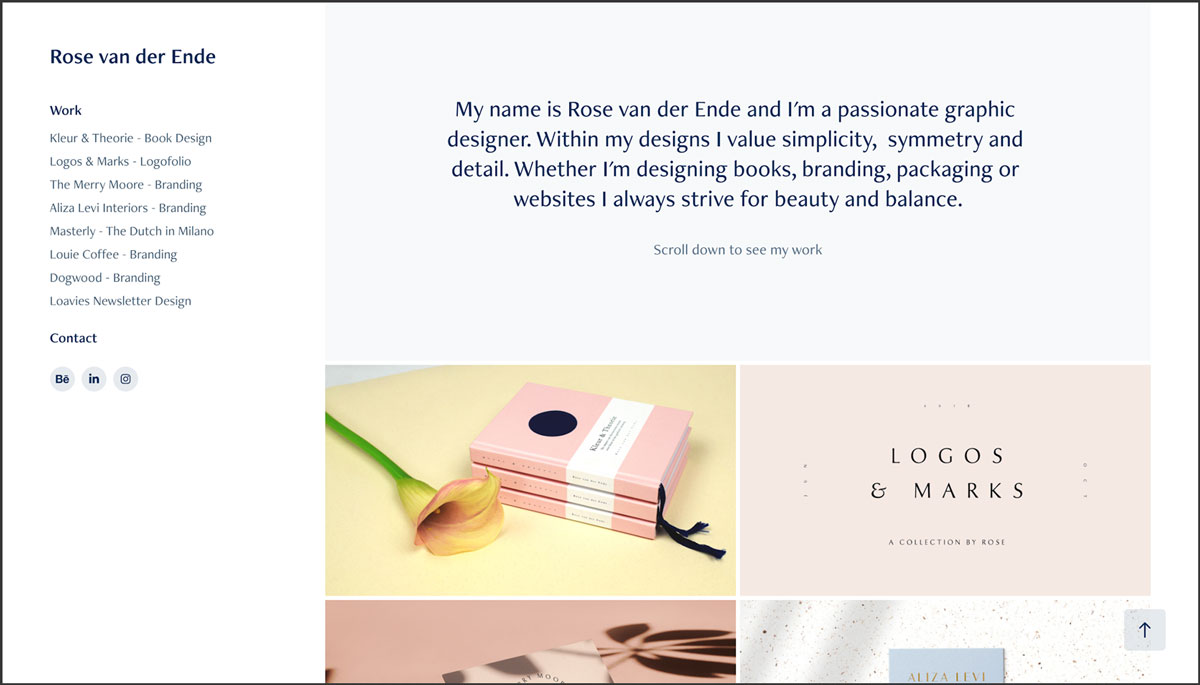 Rose van der Ende
Work
Kleur & Theorie - Book Design
Logos & Marks - Logofolio
The Merry Moore - Branding
Aliza Levi Interiors - Branding
Masterly - The Dutch in Milano
Louie Coffee - Branding
Dogwood - Branding
Loavies Newsletter Design
Contact
Bē
in
My name is Rose van der Ende and I'm a passionate graphic
designer. Within my designs I value simplicity,  symmetry and
detail. Whether I'm designing books, branding, packaging or
websites I always strive for beauty and balance.
Scroll down to see my work
Kleur & Theorie
LOGOS
& MARKS
A COLLECTION BY ROSE
ALIZA LEVI